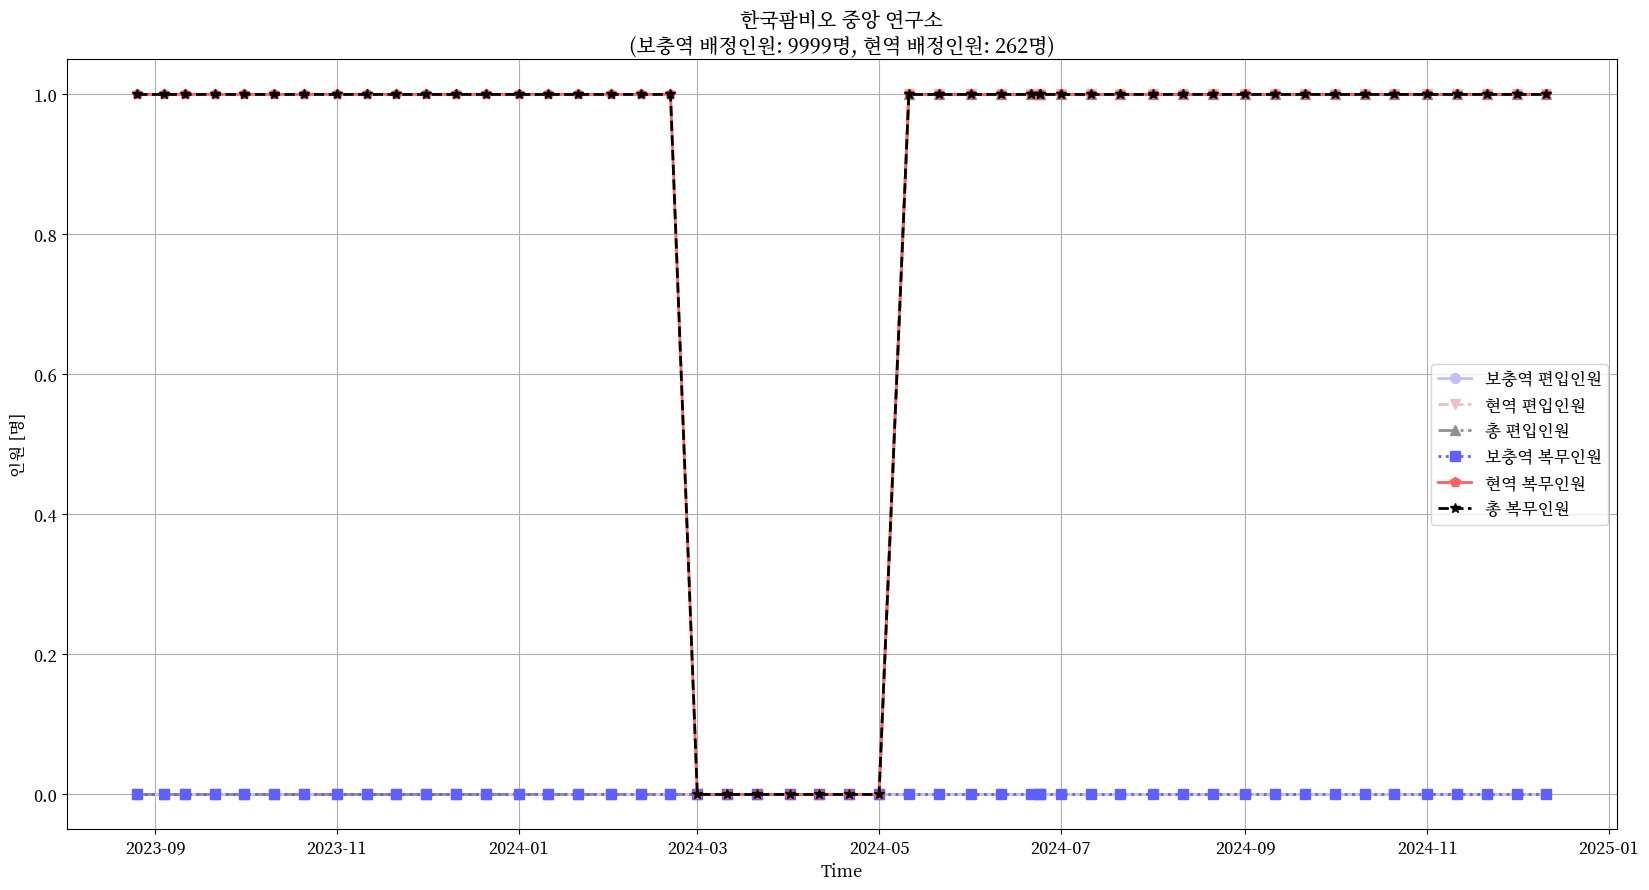 한국팜비오 중앙 연구소
(보충역 배정인원: 9999명, 현역 배정인원: 262명)
1.0
0.8
0.6
0.4
0.2
0.0
인원 [명]
보충역 편입인원
현역 편입인원
총 편입인원
보충역 복무인원
현역 복무인원
총 복무인원
2023-09
2023-11
2024-01
2024-03
2024-05
2024-07
2024-09
2024-11
2025-01
Time